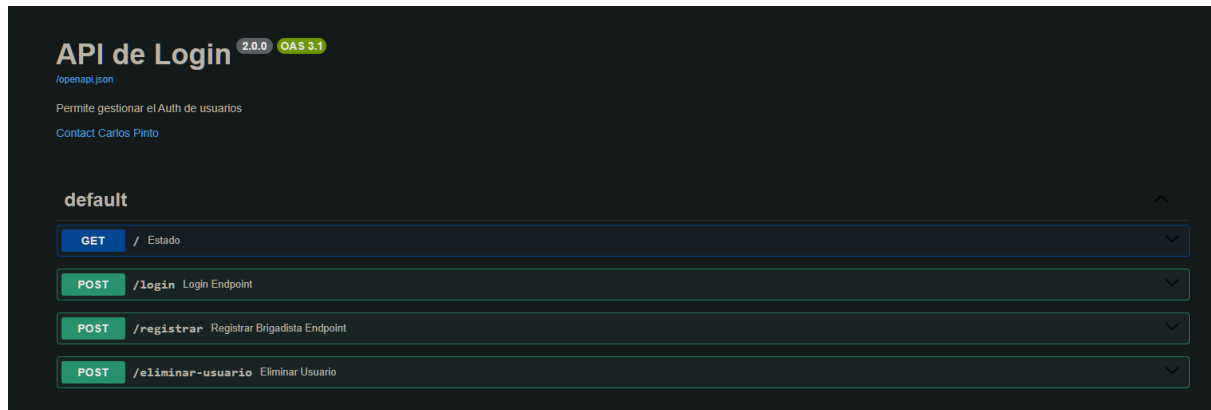 API de Login 2.0.0 OAS 3.1
/openapi.json
Permite gestionar el Auth de usuarios
Contact Carlos Pinto
default
GET / Estado
POST /login Login Endpoint
POST /registrar Registrar Brigadista Endpoint
POST /eliminar-usuario Eliminar Usuario